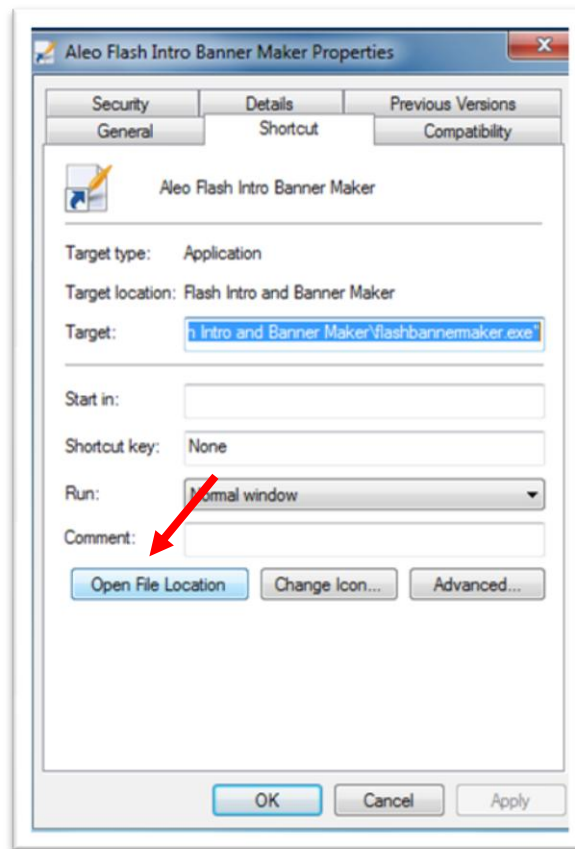 Aleo Flash Intro Banner Maker Properties
Security Details Previous Versions
General Shortcut Compatibility
Aleo Flash Intro Banner Maker
Target type: Application
Target location: Flash Intro and Banner Maker
Target: h Intro and Banner Maker\flashbannermaker.exe"
Start in:
Shortcut key: None
Run: Normal window
Comment:
Open File Location Change Icon... Advanced...
OK Cancel Apply